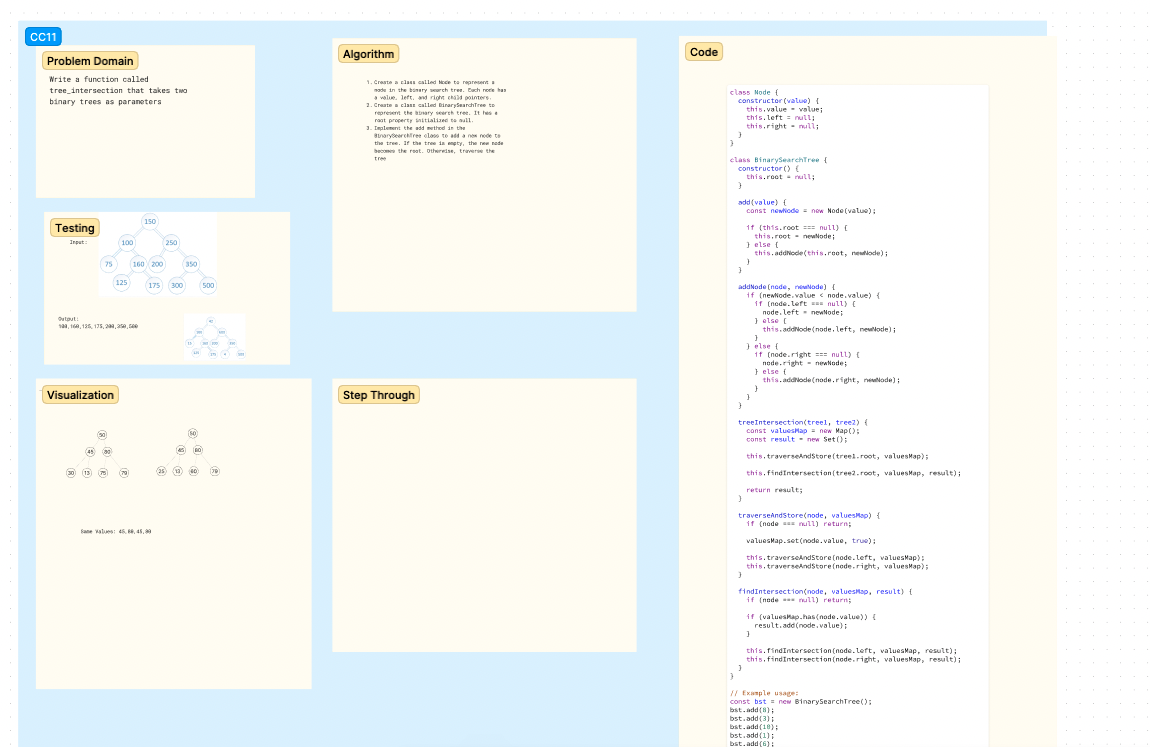 CC11
Problem Domain
Write a function called
tree_intersection that takes two
binary trees as parameters
Testing
Input:
150
100
250
75
160
200
350
125
175
300
500
Output:
100,160,125,175,200,350,500
Visualization
50
45
80
30
13
75
79
50
45
80
25
13
60
79
Same Values: 45,80,45,80
Algorithm
1. Create a class called Node to represent a
node in the binary search tree. Each node has
a value, left, and right child pointers.
2. Create a class called BinarySearchTree to
represent the binary search tree. It has a
root property initialized to null.
3. Implement the add method in the
BinarySearchTree class to add a new node to
the tree. If the tree is empty, the new node
becomes the root. Otherwise, traverse the
tree
Step Through
Code
class Node {
constructor(value) {
this.value = value;
this.left = null;
this.right = null;
}
}
class BinarySearchTree {
constructor() {
this.root = null;
}
add(value) {
const newNode = new Node(value);
if (this.root === null) {
this.root = newNode;
} else {
this.addNode(this.root, newNode);
}
}
addNode(node, newNode) {
if (newNode.value < node.value) {
if (node.left === null) {
node.left = newNode;
} else {
this.addNode(node.left, newNode);
}
} else {
if (node.right === null) {
node.right = newNode;
} else {
this.addNode(node.right, newNode);
}
}
}
treeIntersection(tree1, tree2) {
const valuesMap = new Map();
const result = new Set();
this.traverseAndStore(tree1.root, valuesMap);
this.findIntersection(tree2.root, valuesMap, result);
return result;
}
traverseAndStore(node, valuesMap) {
if (node === null) return;
valuesMap.set(node.value, true);
this.traverseAndStore(node.left, valuesMap);
this.traverseAndStore(node.right, valuesMap);
}
findIntersection(node, valuesMap, result) {
if (node === null) return;
if (valuesMap.has(node.value)) {
result.add(node.value);
}
this.findIntersection(node.left, valuesMap, result);
this.findIntersection(node.right, valuesMap, result);
}
}
// Example usage:
const bst = new BinarySearchTree();
bst.add(8);
bst.add(3);
bst.add(10);
bst.add(1);
bst.add(6);